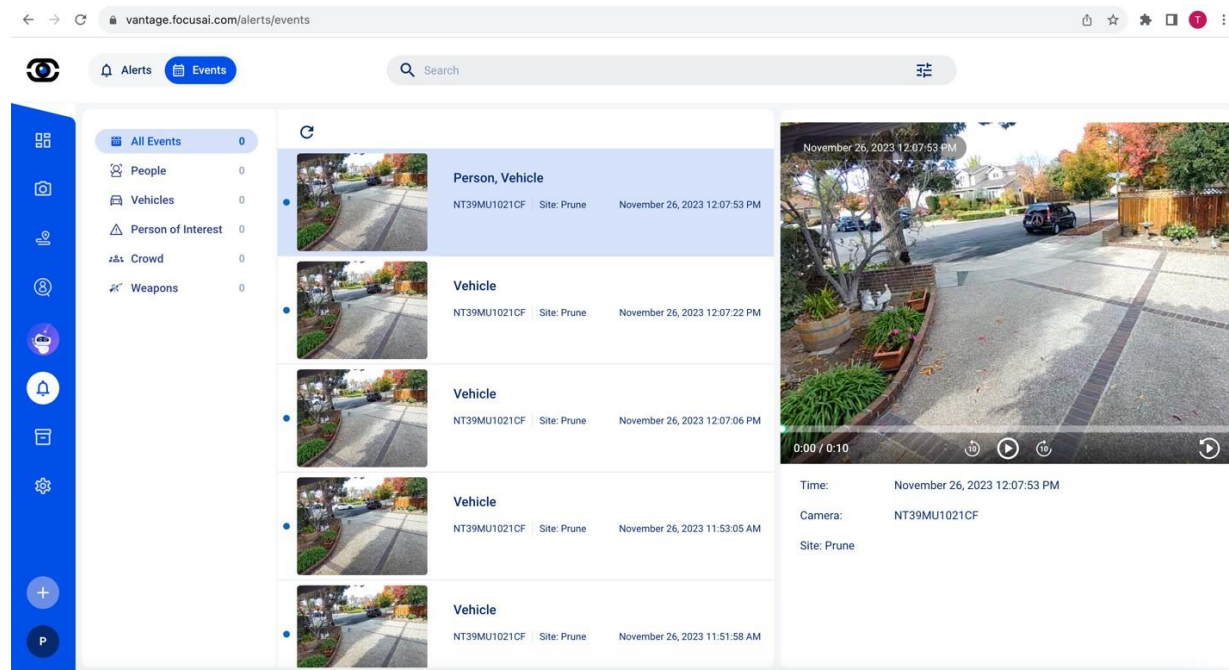 vantage.focusai.com/alerts/events
T
Alerts
Events
Search
All Events 0
People 0
Vehicles 0
Person of Interest 0
Crowd 0
Weapons 0
Person, Vehicle
NT39MU1021CF Site: Prune November 26, 2023 12:07:53 PM
Vehicle
NT39MU1021CF Site: Prune November 26, 2023 12:07:22 PM
Vehicle
NT39MU1021CF Site: Prune November 26, 2023 12:07:06 PM
Vehicle
NT39MU1021CF Site: Prune November 26, 2023 11:53:05 AM
Vehicle
NT39MU1021CF Site: Prune November 26, 2023 11:51:58 AM
November 26, 2023 12:07:53 PM
0:00 / 0:10
10
10
Time: November 26, 2023 12:07:53 PM
Camera: NT39MU1021CF
Site: Prune
P